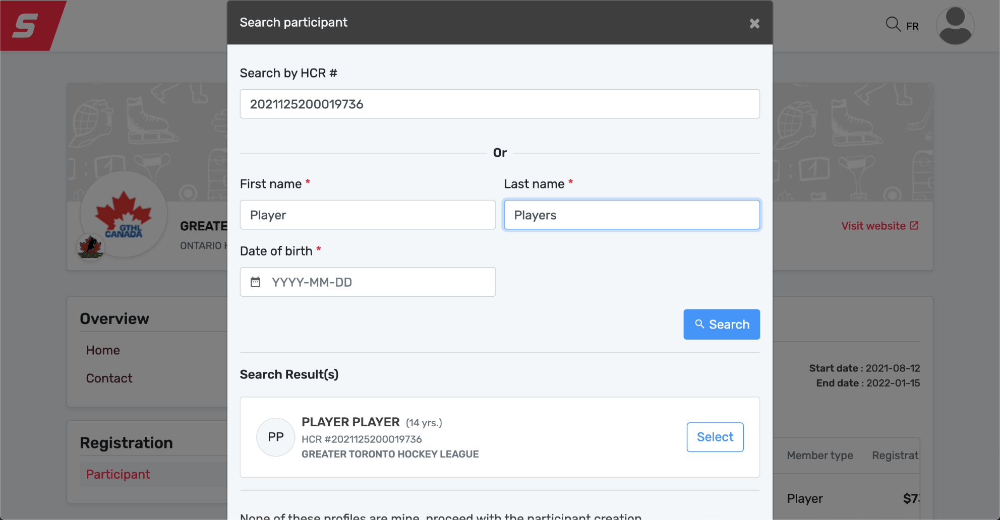 S
Search participant
FR
Search by HCR #
2021125200019736
Or
First name *
Last name *
Player
Players
GTHL
CANADA
OHF
GREATE
ONTARIO
Visit website
Date of birth *
YYYY-MM-DD
Search
Overview
Home
Contact
Search Result(s)
Start date : 2021-08-12
End date : 2022-01-15
PP
PLAYER PLAYER (14 yrs.)
HCR #2021125200019736
GREATER TORONTO HOCKEY LEAGUE
Select
Registration
Participant
Member type
Registrat
Player
$73
None of these profiles are mine, proceed with the participant creation